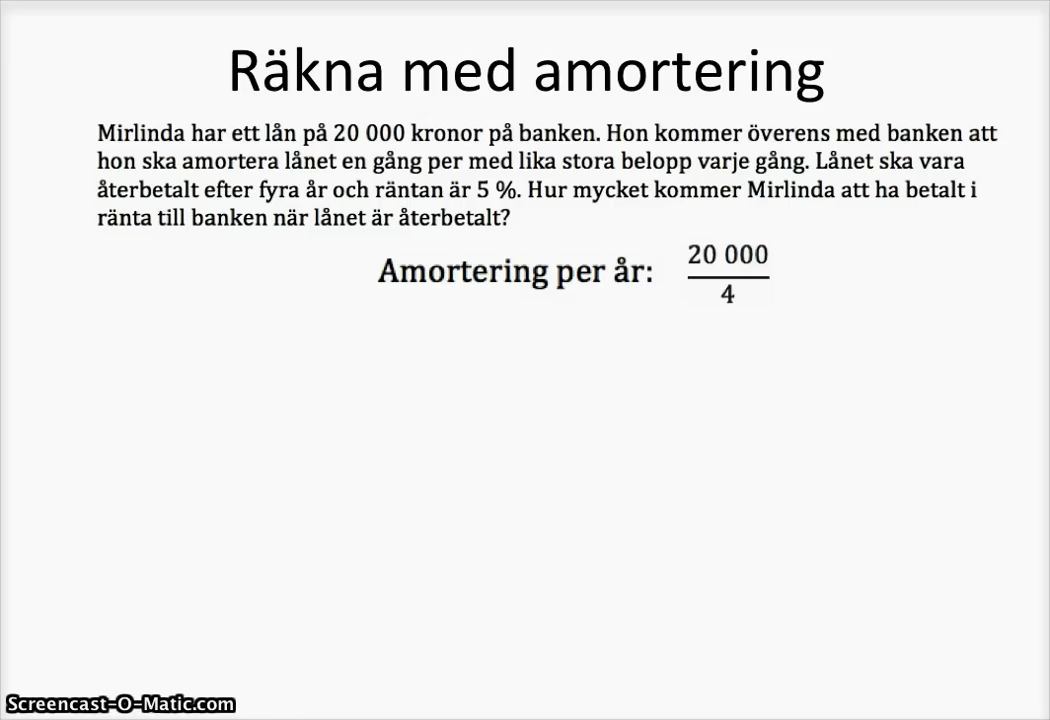 Räkna med amortering
Mirlinda har ett lån på 20 000 kronor på banken. Hon kommer överens med banken att
hon ska amortera lånet en gång per med lika stora belopp varje gång. Lånet ska vara
återbetalt efter fyra år och räntan är 5 %. Hur mycket kommer Mirlinda att ha betalt i
ränta till banken när lånet är återbetalt?
Amortering per år:
20 000
4
Screencast-O-Matic.com